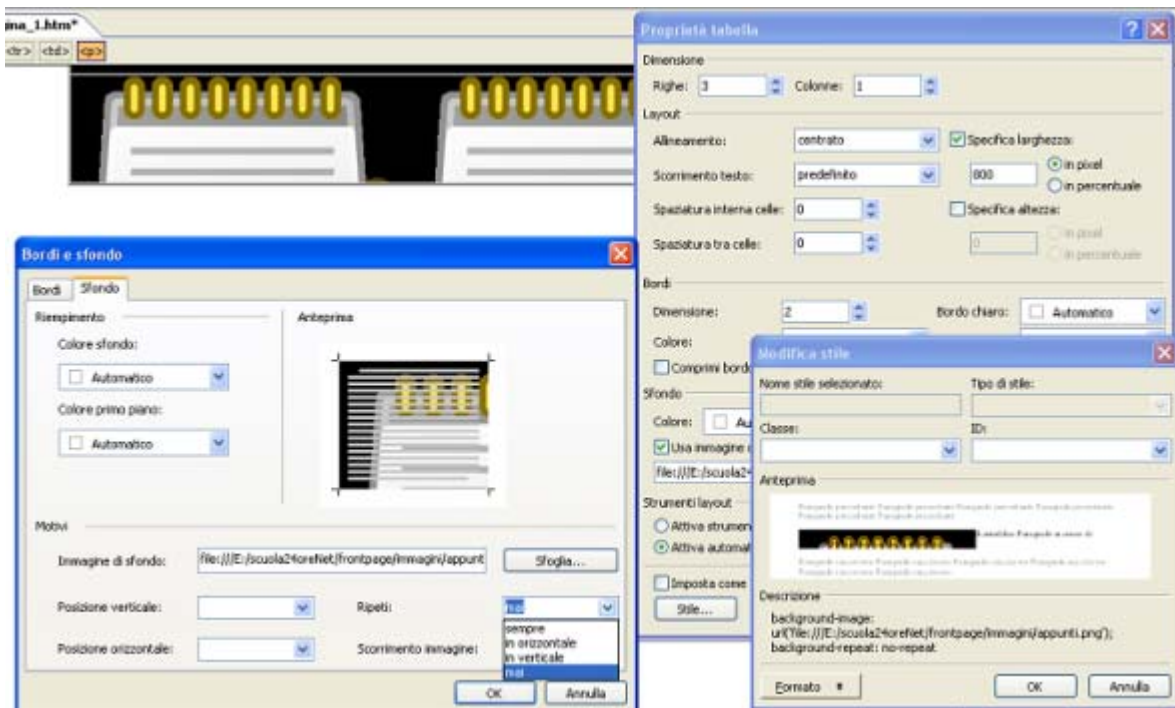 ina_1.htm*
<tr> <td> <p>
Proprietà tabella
Dimensione
Righe: 3 Colonne: 1
Layout
Allineamento: centrato Specifica larghezza:
Scorrimento testo: predefinito 800 in pixel
in percentuale
Spaziatura interna celle: 0 Specifica altezza:
Spaziatura tra celle: 0 0 in pixel
in percentuale
Bordi
Dimensione: 2 Bordo chiaro: Automatico
Colore:
Comprimi bordo
Sfondo
Colore: Au
Usa immagine
file:///E:/scuola24
Strumenti layout
Attiva strumen
Attiva automat
Imposta come
Stile...
Bordi e sfondo
Bordi Sfondo
Riempimento Anteprima
Colore sfondo:
Automatico
Colore primo piano:
Automatico
Motivi
Immagine di sfondo: file:///E:/scuola24oreNet/frontpage/immagini/appunti Sfoglia...
Posizione verticale: Ripeti: mai
Posizione orizzontale: Scorrimento immagine:
sempre
in orizzontale
in verticale
mai
OK Annulla
Modifica stile
Nome stile selezionato: Tipo di stile:
Classe: ID:
Anteprima
Descrizione
background-image:
url('file:///E:/scuola24oreNet/frontpage/immagini/appunti.png');
background-repeat: no-repeat
Formato OK Annulla